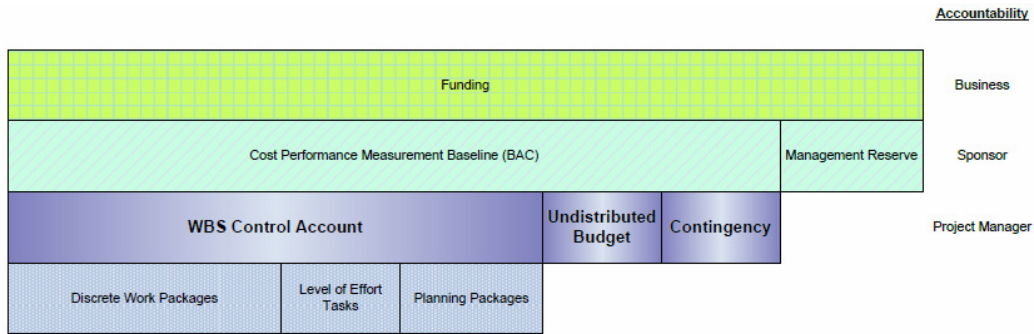 Accountability
Funding
Business
Cost Performance Measurement Baseline (BAC)
Management Reserve
Sponsor
WBS Control Account
Undistributed
Budget
Contingency
Project Manager
Discrete Work Packages
Level of Effort
Tasks
Planning Packages